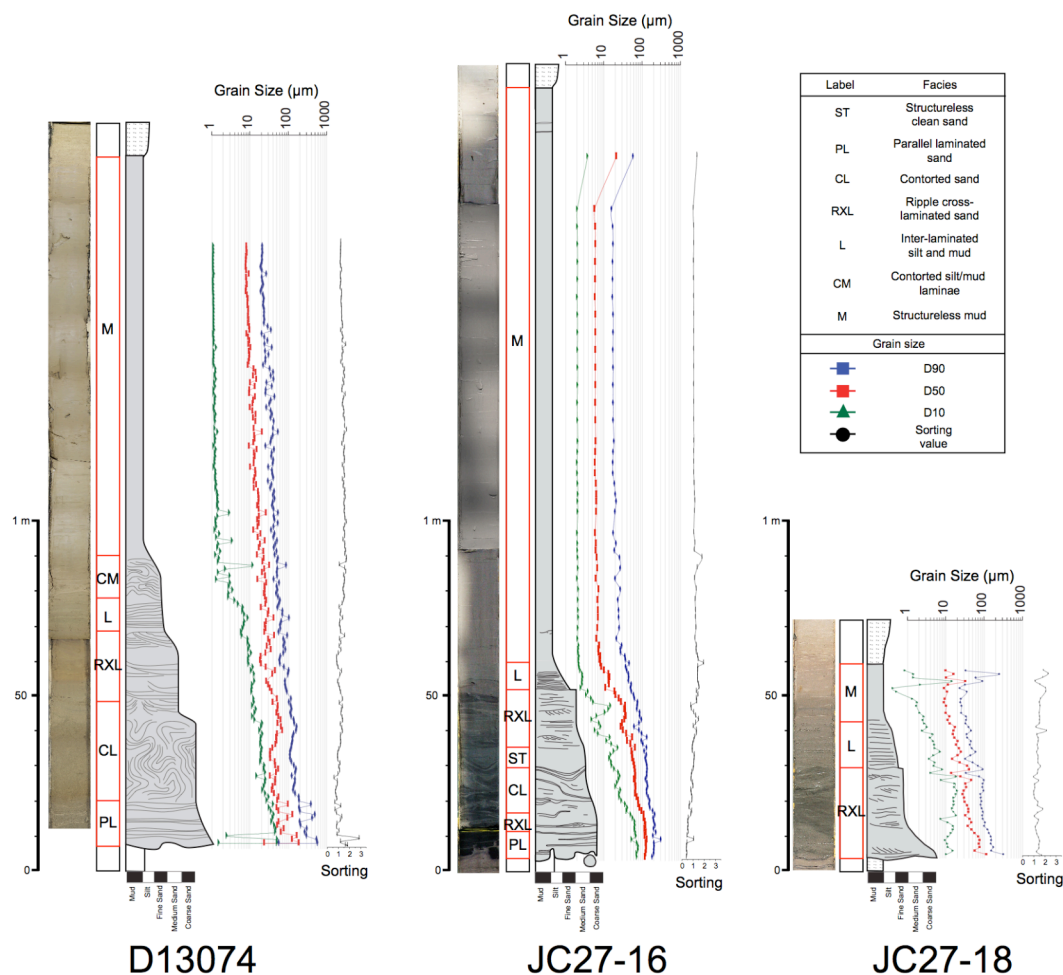 Grain Size (μm)
1
10
100
1000
Grain Size (μm)
1
10
100
1000
Label Facies
ST Structureless
clean sand
PL Parallel laminated
sand
CL Contorted sand
RXL Ripple cross-
laminated sand
L Inter-laminated
silt and mud
CM Contorted silt/mud
laminae
M Structureless mud
Grain size
D90
D50
D10
Sorting
value
M
CM
L
RXL
CL
PL
1 m
50
0
0 1 2 3
Sorting
Mud
Silt
Fine Sand
Medium Sand
Coarse Sand
D13074
M
L
RXL
ST
CL
RXL
PL
1 m
50
0
0 1 2 3
Sorting
Mud
Silt
Fine Sand
Medium Sand
Coarse Sand
JC27-16
Grain Size (μm)
1
10
100
1000
M
L
RXL
1 m
50
0
0 1 2 3
Sorting
Mud
Silt
Fine Sand
Medium Sand
Coarse Sand
JC27-18